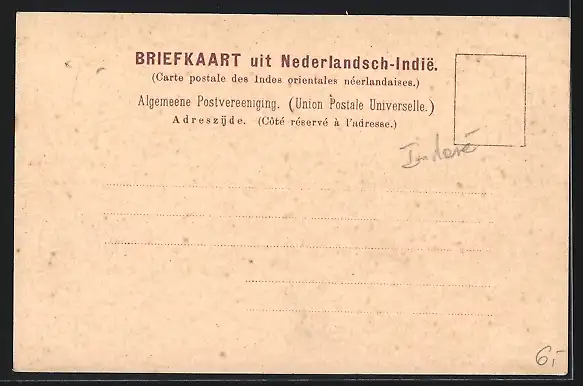 BRIEFKAART uit Nederlandsch-Indië.
(Carte postale des Indes orientales néerlandaises.)
Algemeene Postvereeniging. (Union Postale Universelle.)
Adreszijde. (Côté réservé à l'adresse.)
6,-